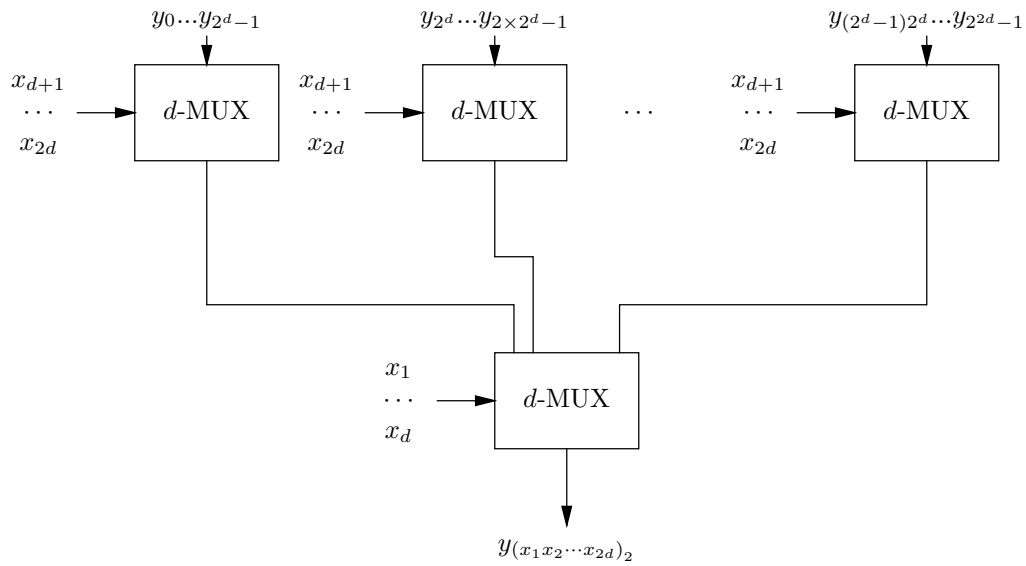 y_0...y_{2^d−1} y_{2^d}...y_{2×2^d−1} y_{(2^d−1)2^d}...y_{2^{2d}−1}
x_{d+1} x_{d+1} x_{d+1}
⋯ d-MUX ⋯ d-MUX ⋯ ⋯ d-MUX
x_{2d} x_{2d} x_{2d}
x_1
⋯ d-MUX
x_d
y_{(x_1x_2⋯x_{2d})_2}